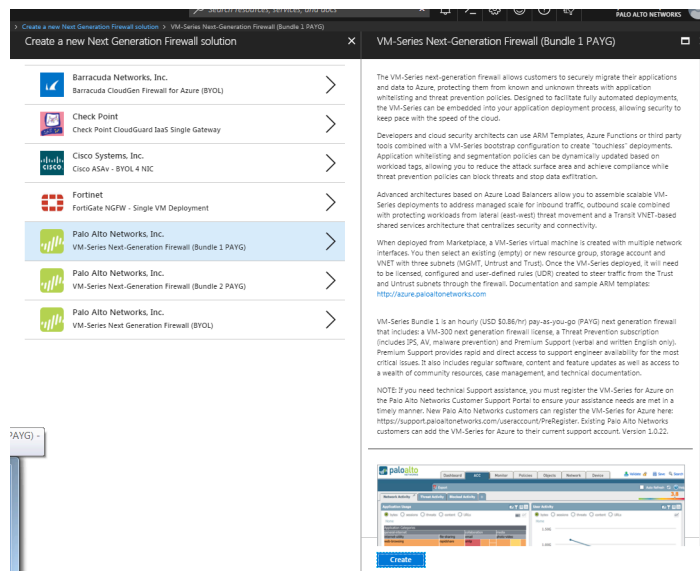 Search resources, services, and docs
PALO ALTO NETWORKS
> Create a new Next Generation Firewall solution > VM-Series Next-Generation Firewall (Bundle 1 PAYG)
Create a new Next Generation Firewall solution
Barracuda Networks, Inc.
Barracuda CloudGen Firewall for Azure (BYOL)
Check Point
Check Point CloudGuard IaaS Single Gateway
CISCO
Cisco Systems, Inc.
Cisco ASAv - BYOL 4 NIC
Fortinet
FortiGate NGFW - Single VM Deployment
Palo Alto Networks, Inc.
VM-Series Next-Generation Firewall (Bundle 1 PAYG)
Palo Alto Networks, Inc.
VM-Series Next-Generation Firewall (Bundle 2 PAYG)
Palo Alto Networks, Inc.
VM-Series Next Generation Firewall (BYOL)
PAYG) -
VM-Series Next-Generation Firewall (Bundle 1 PAYG)
The VM-Series next-generation firewall allows customers to securely migrate their applications
and data to Azure, protecting them from known and unknown threats with application
whitelisting and threat prevention policies. Designed to facilitate fully automated deployments,
the VM-Series can be embedded into your application deployment process, allowing security to
keep pace with the speed of the cloud.
Developers and cloud security architects can use ARM Templates, Azure Functions or third party
tools combined with a VM-Series bootstrap configuration to create "touchless" deployments.
Application whitelisting and segmentation policies can be dynamically updated based on
workload tags, allowing you to reduce the attack surface area and achieve compliance while
threat prevention policies can block threats and stop data exfiltration.
Advanced architectures based on Azure Load Balancers allow you to assemble scalable VM-
Series deployments to address managed scale for inbound traffic, outbound scale combined
with protecting workloads from lateral (east-west) threat movement and a Transit VNET-based
shared services architecture that centralizes security and connectivity.
When deployed from Marketplace, a VM-Series virtual machine is created with multiple network
interfaces. You then select an existing (empty) or new resource group, storage account and
VNET with three subnets (MGMT, Untrust and Trust). Once the VM-Series deployed, it will need
to be licensed, configured and user-defined rules (UDR) created to steer traffic from the Trust
and Untrust subnets through the firewall. Documentation and sample ARM templates:
http://azure.paloaltonetworks.com
VM-Series Bundle 1 is an hourly (USD $0.86/hr) pay-as-you-go (PAYG) next generation firewall
that includes: a VM-300 next generation firewall license, a Threat Prevention subscription
(includes IPS, AV, malware prevention) and Premium Support (verbal and written English only).
Premium Support provides rapid and direct access to support engineer availability for the most
critical issues. It also includes regular software, content and feature updates as well as access to
a wealth of community resources, case management, and technical documentation.
NOTE: If you need technical Support assistance, you must register the VM-Series for Azure on
the Palo Alto Networks Customer Support Portal to ensure your assistance needs are met in a
timely manner. New Palo Alto Networks customers can register the VM-Series for Azure here:
https://support.paloaltonetworks.com/useraccount/PreRegister. Existing Palo Alto Networks
customers can add the VM-Series for Azure to their current support account. Version 1.0.22.
paloalto
Dashboard ACC Monitor Policies Objects Network Device
Save Search
Network Activity Threat Activity Blocked Activity
Application Usage
User Activity
Create